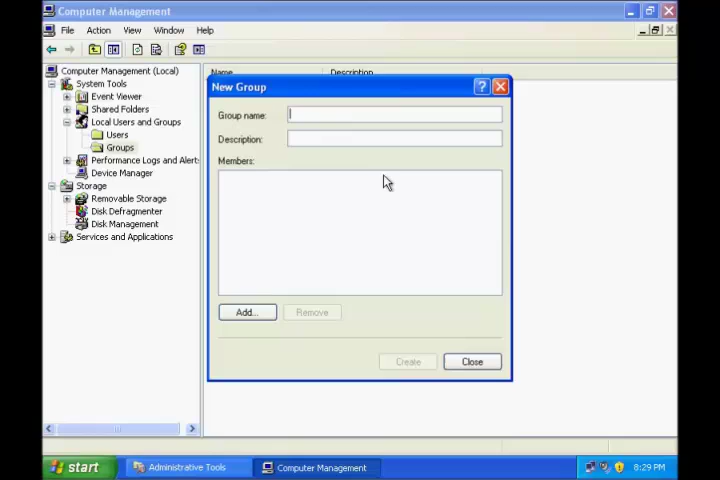 Computer Management
File Action View Window Help
Computer Management (Local)
System Tools
Event Viewer
Shared Folders
Local Users and Groups
Users
Groups
Performance Logs and Alert
Device Manager
Storage
Removable Storage
Disk Defragmenter
Disk Management
Services and Applications
Name Description
New Group
Group name:
Description:
Members:
Add... Remove
Create Close
start Administrative Tools Computer Management 8:29 PM